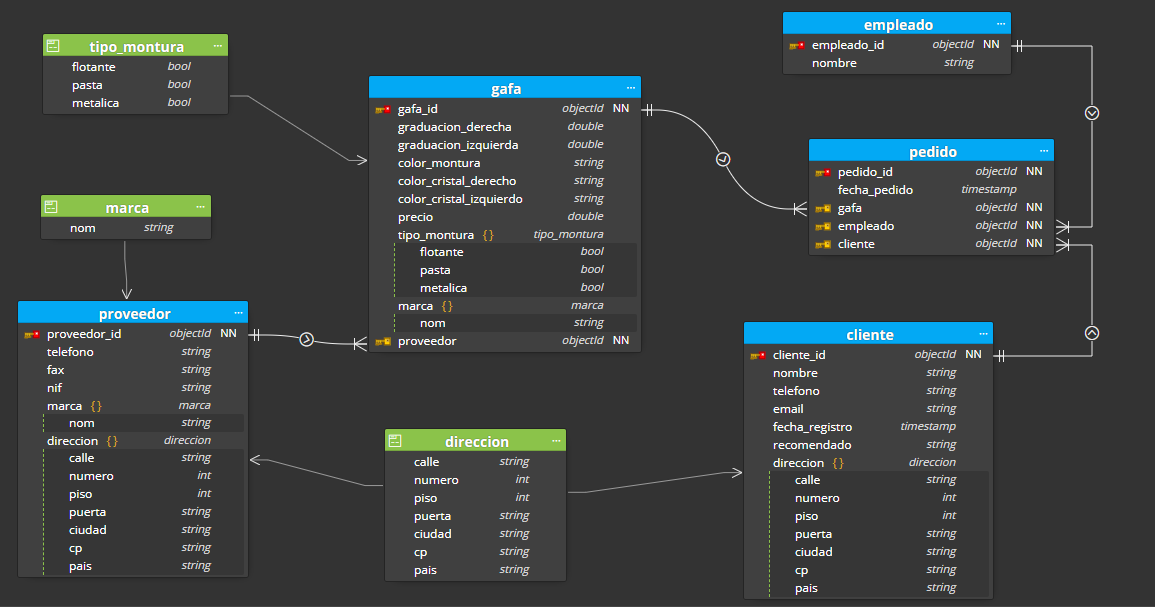 tipo_montura ...
flotante bool
pasta bool
metalica bool
marca ...
nom string
proveedor ...
proveedor_id objectId NN
telefono string
fax string
nif string
marca {} marca
nom string
direccion {} direccion
calle string
numero int
piso int
puerta string
ciudad string
cp string
pais string
gafa ...
gafa_id objectId NN
graduacion_derecha double
graduacion_izquierda double
color_montura string
color_cristal_derecho string
color_cristal_izquierdo string
precio double
tipo_montura {} tipo_montura
flotante bool
pasta bool
metalica bool
marca {} marca
nom string
proveedor objectId NN
direccion ...
calle string
numero int
piso int
puerta string
ciudad string
cp string
pais string
empleado ...
empleado_id objectId NN
nombre string
pedido ...
pedido_id objectId NN
fecha_pedido timestamp
gafa objectId NN
empleado objectId NN
cliente objectId NN
cliente ...
cliente_id objectId NN
nombre string
telefono string
email string
fecha_registro timestamp
recomendado string
direccion {} direccion
calle string
numero int
piso int
puerta string
ciudad string
cp string
pais string